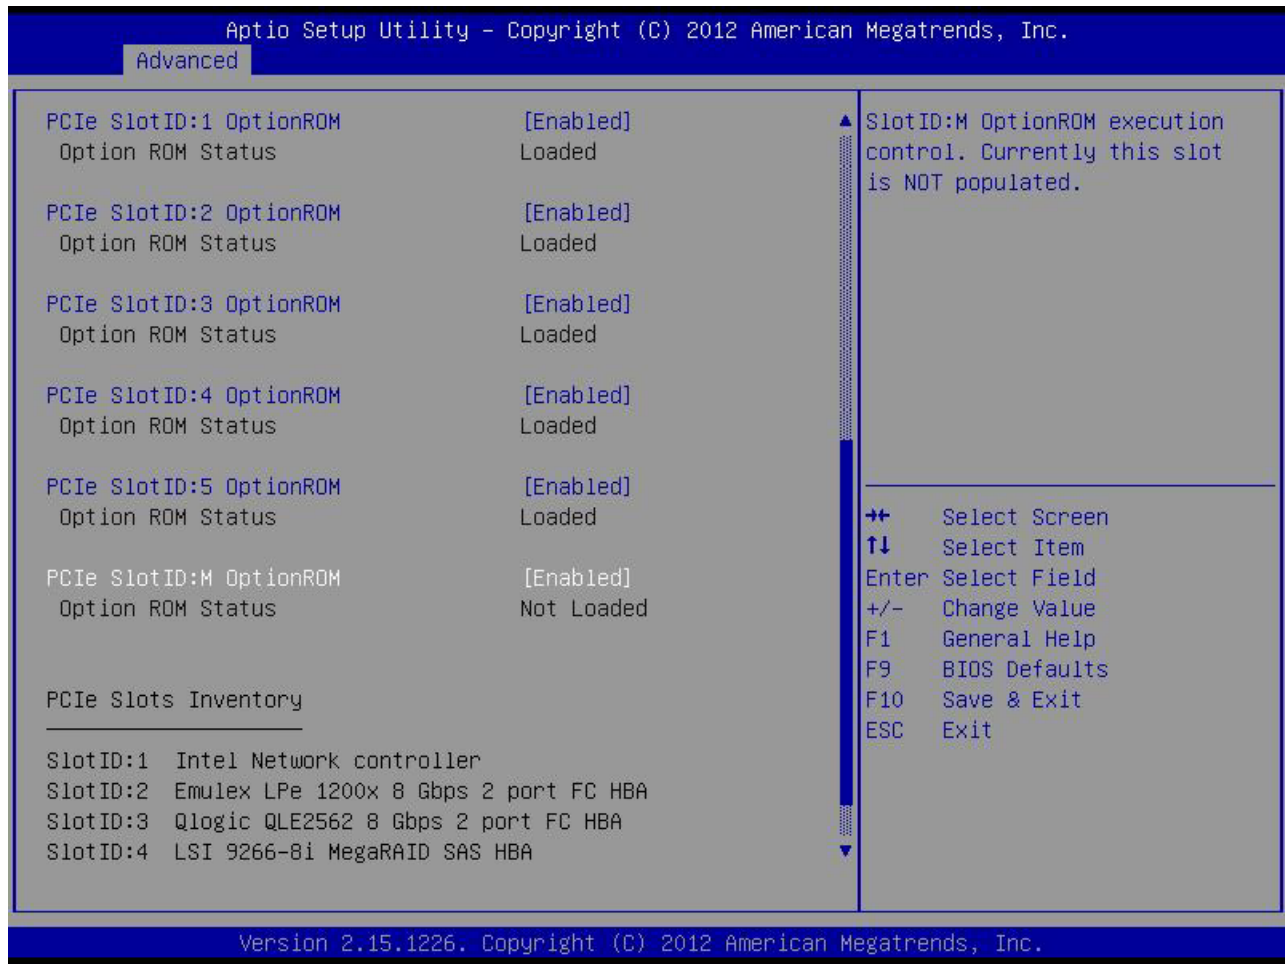 Aptio Setup Utility – Copyright (C) 2012 American Megatrends, Inc.
Advanced
PCIe SlotID:1 OptionROM [Enabled]
Option ROM Status Loaded
PCIe SlotID:2 OptionROM [Enabled]
Option ROM Status Loaded
PCIe SlotID:3 OptionROM [Enabled]
Option ROM Status Loaded
PCIe SlotID:4 OptionROM [Enabled]
Option ROM Status Loaded
PCIe SlotID:5 OptionROM [Enabled]
Option ROM Status Loaded
PCIe SlotID:M OptionROM [Enabled]
Option ROM Status Not Loaded
PCIe Slots Inventory
SlotID:1 Intel Network controller
SlotID:2 Emulex LPe 1200x 8 Gbps 2 port FC HBA
SlotID:3 Qlogic QLE2562 8 Gbps 2 port FC HBA
SlotID:4 LSI 9266-8i MegaRAID SAS HBA
SlotID:M OptionROM execution
control. Currently this slot
is NOT populated.
→← Select Screen
↑↓ Select Item
Enter Select Field
+/- Change Value
F1 General Help
F9 BIOS Defaults
F10 Save & Exit
ESC Exit
Version 2.15.1226. Copyright (C) 2012 American Megatrends, Inc.